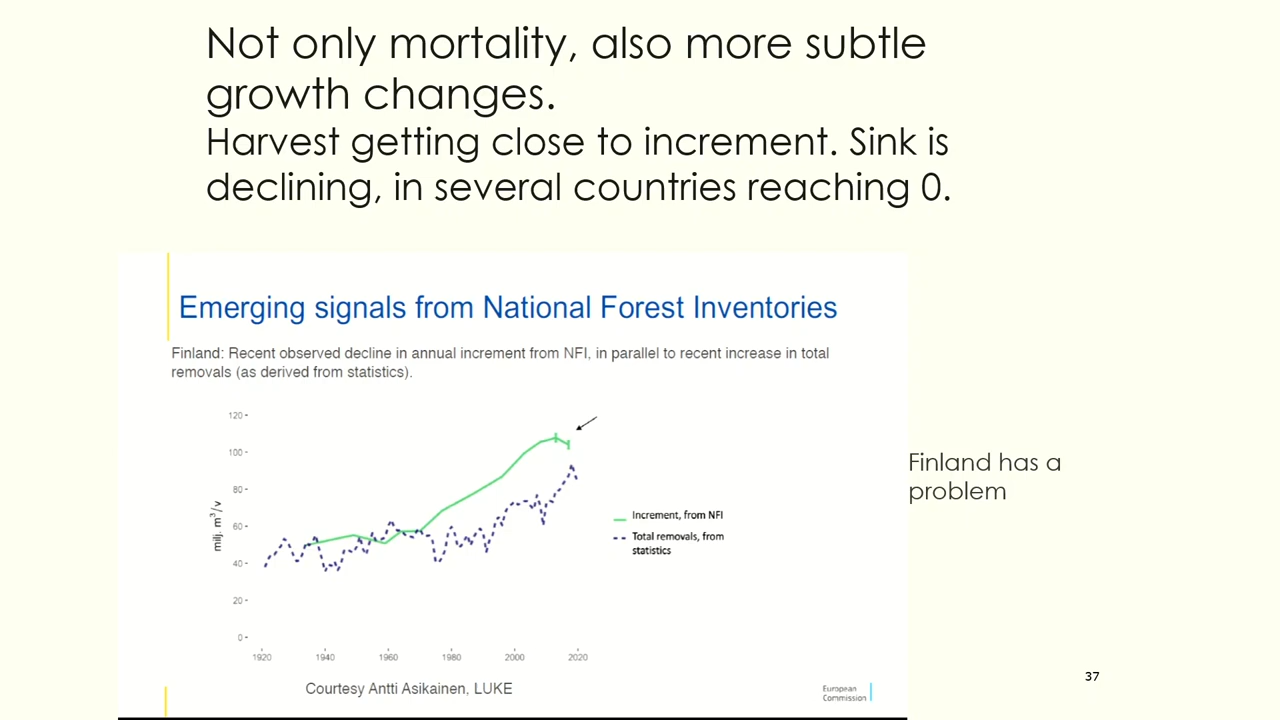 Not only mortality, also more subtle
growth changes.
Harvest getting close to increment. Sink is
declining, in several countries reaching 0.
Emerging signals from National Forest Inventories
Finland: Recent observed decline in annual increment from NFI, in parallel to recent increase in total
removals (as derived from statistics).
120
100
80
60
40
20
0
milj. m³/v
1920 1940 1960 1980 2000 2020
Increment, from NFI
Total removals, from
statistics
Finland has a
problem
Courtesy Antti Asikainen, LUKE
European
Commission
37